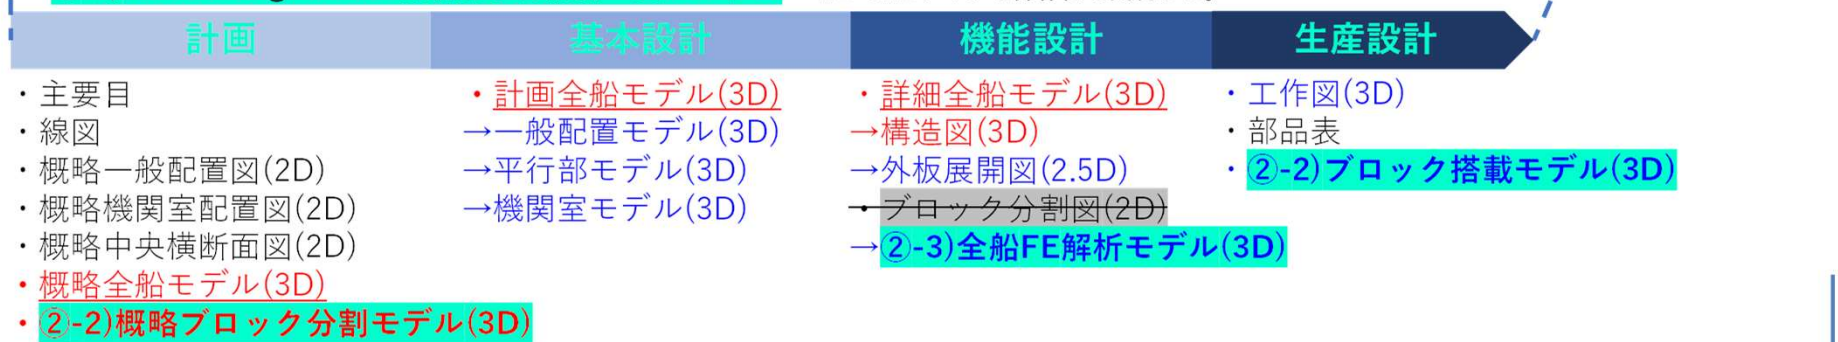 計画
・主要目
・線図
・概略一般配置図(2D)
・概略機関室配置図(2D)
・概略中央横断面図(2D)
・概略全船モデル(3D)
・②-2)概略ブロック分割モデル(3D)
基本設計
・計画全船モデル(3D)
→一般配置モデル(3D)
→平行部モデル(3D)
→機関室モデル(3D)
機能設計
・詳細全船モデル(3D)
→構造図(3D)
→外板展開図(2.5D)
・ブロック分割図(2D)
→②-3)全船FE解析モデル(3D)
生産設計
・工作図(3D)
・部品表
・②-2)ブロック搭載モデル(3D)